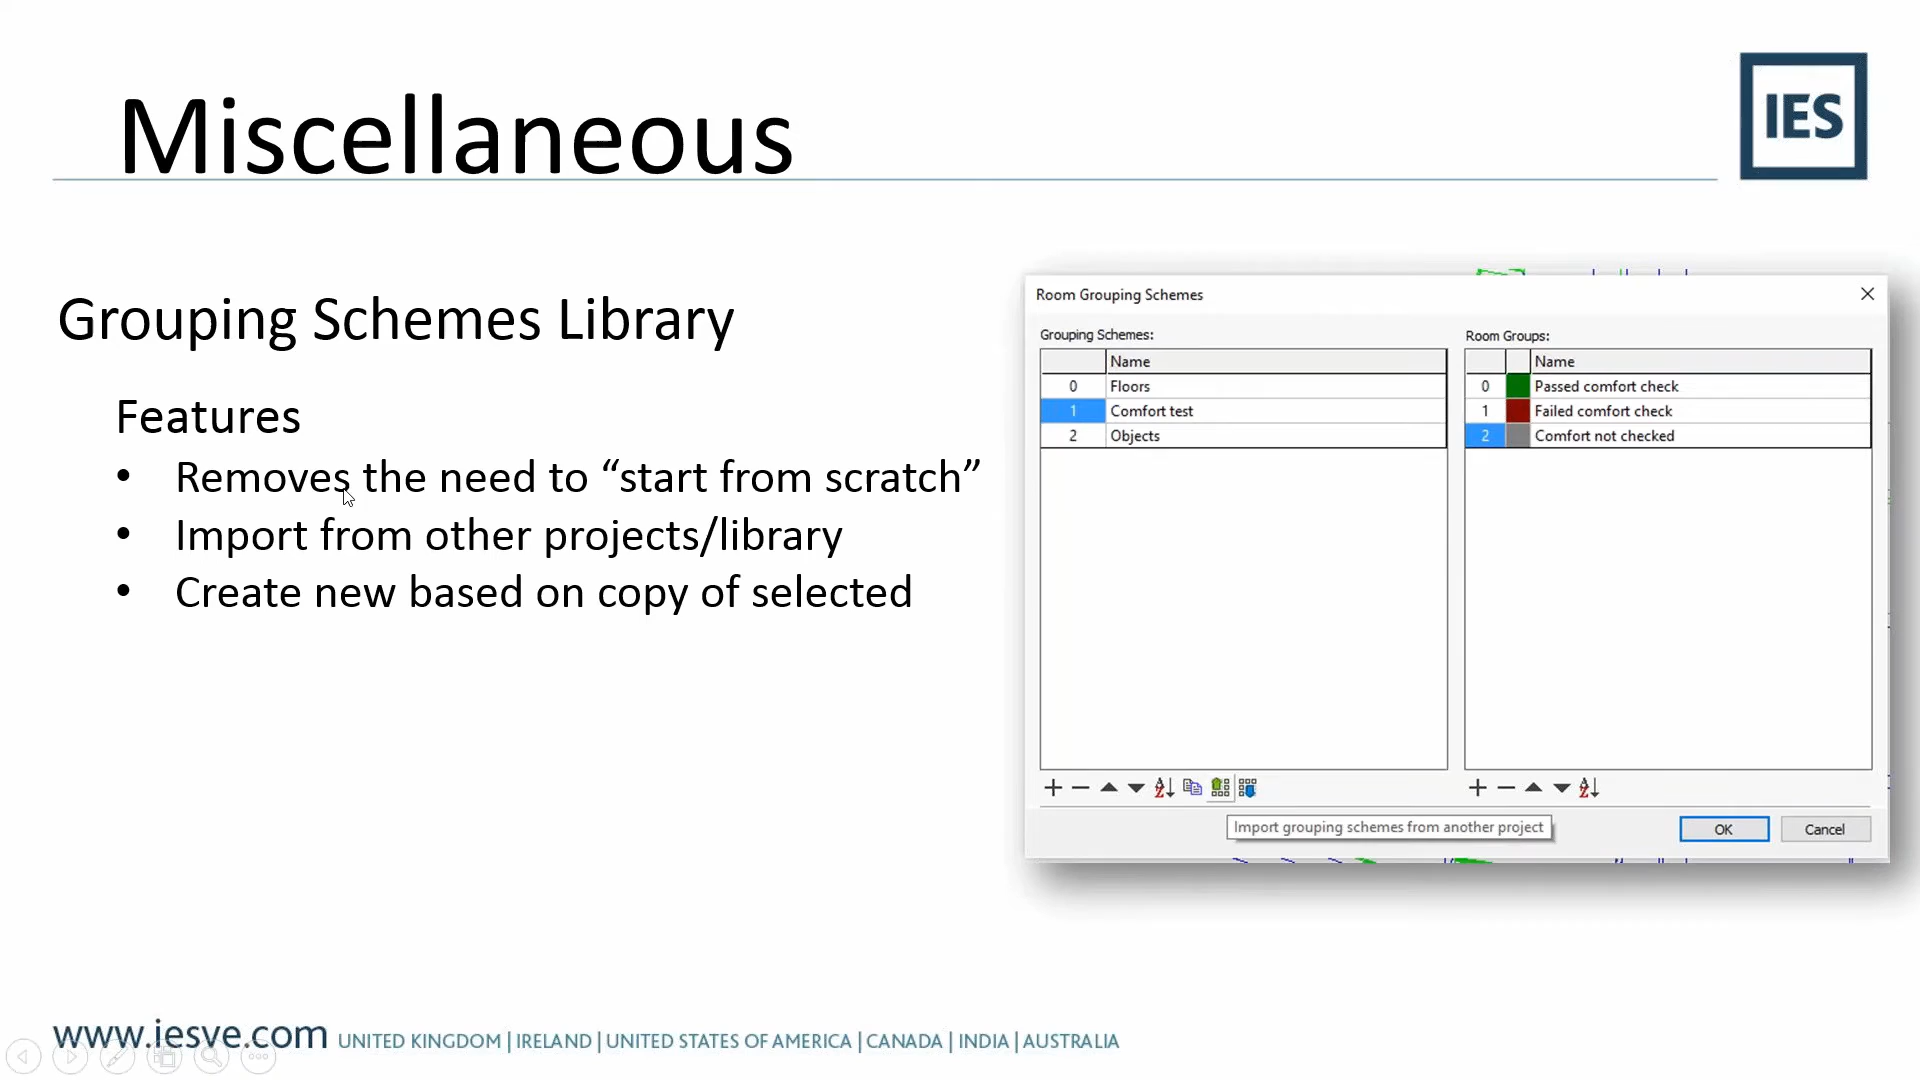 Miscellaneous
IES
Grouping Schemes Library
Features
• Removes the need to “start from scratch”
• Import from other projects/library
• Create new based on copy of selected
Room Grouping Schemes
Grouping Schemes:
Name
0 Floors
1 Comfort test
2 Objects
Room Groups:
Name
0 Passed comfort check
1 Failed comfort check
2 Comfort not checked
Import grouping schemes from another project
OK
Cancel
www.iesve.com UNITED KINGDOM | IRELAND | UNITED STATES OF AMERICA | CANADA | INDIA | AUSTRALIA